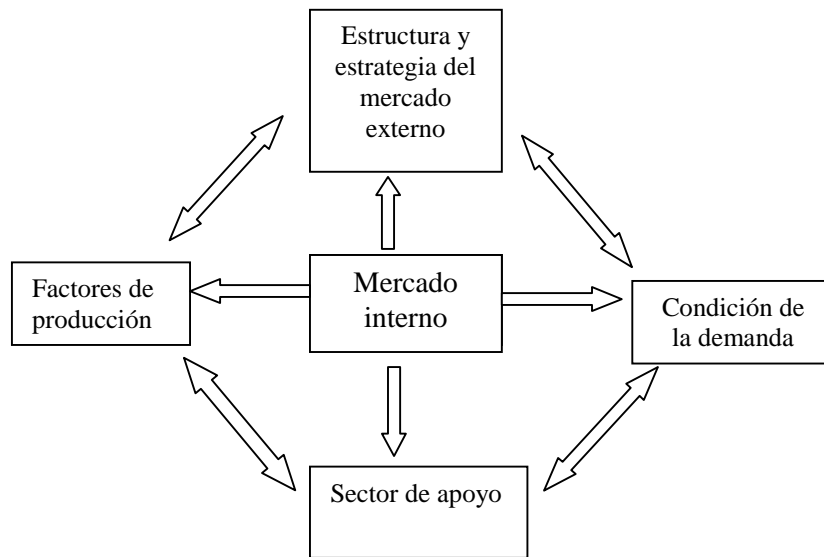 Estructura y
estrategia del
mercado
externo
Factores de
producción
Mercado
interno
Condición de
la demanda
Sector de apoyo